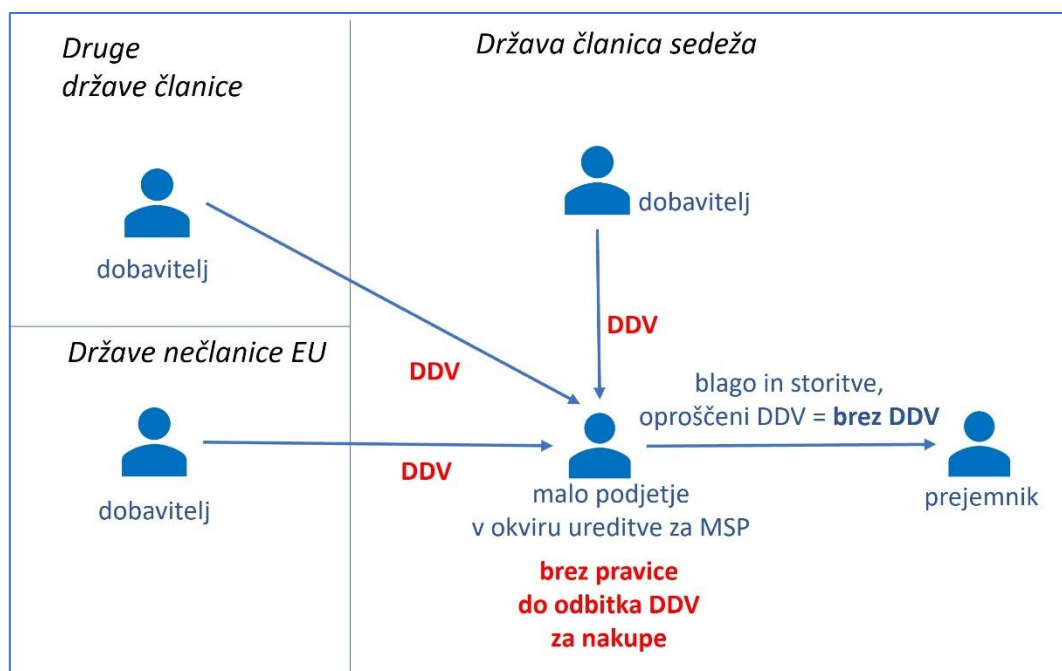 Druge
države članice
dobavitelj
Države nečlanice EU
dobavitelj
Država članica sedeža
dobavitelj
DDV
DDV
DDV
blago in storitve,
oproščeni DDV = brez DDV
malo podjetje
v okviru ureditve za MSP
prejemnik
brez pravice
do odbitka DDV
za nakupe